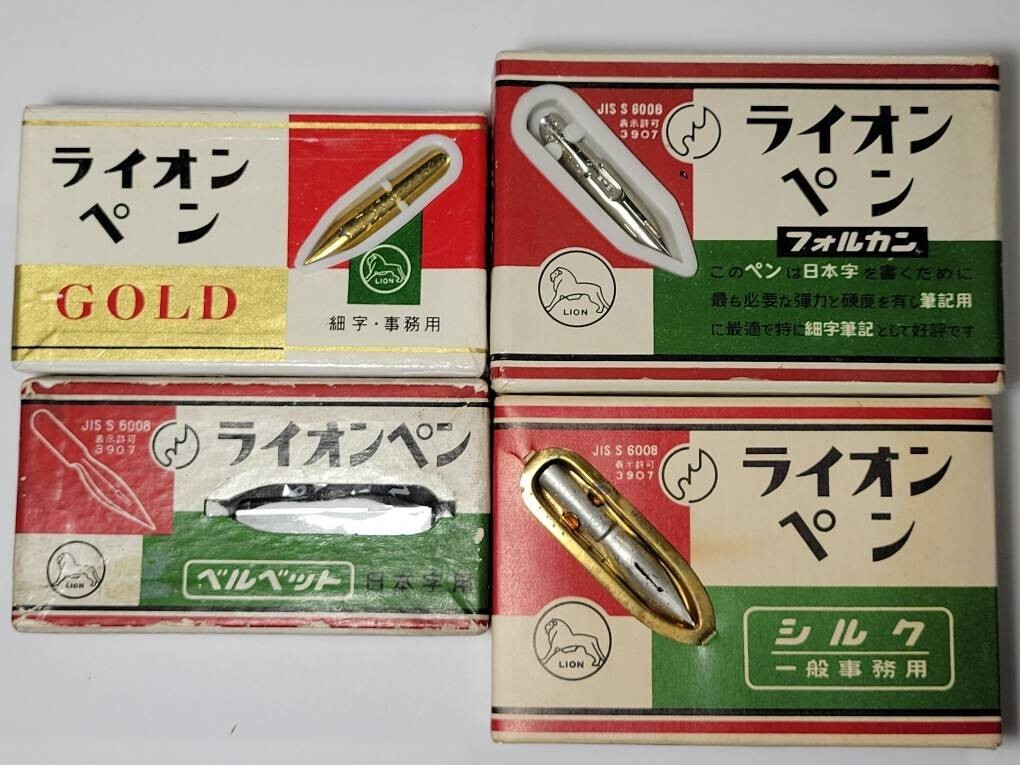 ライオン
ペン
GOLD
LION
細字・事務用
JIS S 6008
表示許可
3907
ライオン
ペン
フォルカン
このペンは日本字を書くために
最も必要な彈力と硬度を有し筆記用
に最適で特に細字筆記として好評です
LION
JIS S 6008
表示許可
3907
ライオンペン
LION
ベルベット 日本字用
JIS S 6008
表示許可
3907
ライオン
ペン
LION
シルク
一般事務用